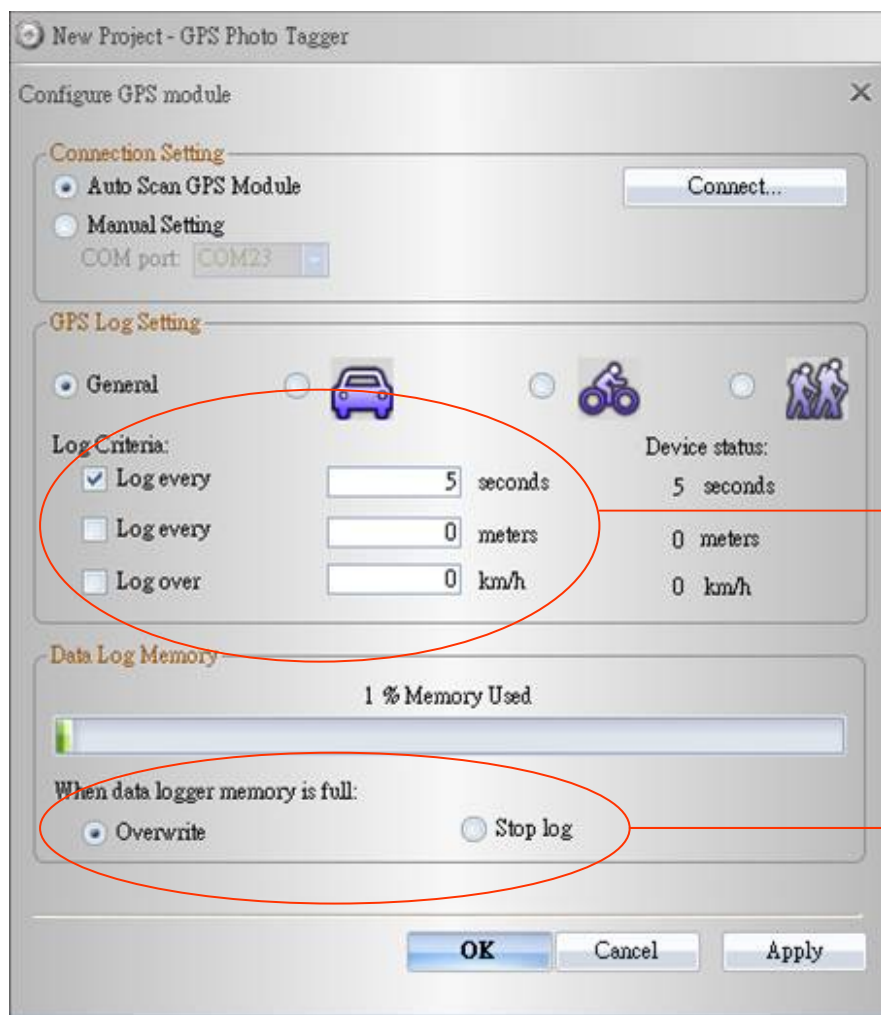 New Project - GPS Photo Tagger
Configure GPS module
Connection Setting
Auto Scan GPS Module
Connect...
Manual Setting
COM port: COM23
GPS Log Setting
General
Log Criteria:
Device status:
Log every 5 seconds
5 seconds
Log every 0 meters
0 meters
Log over 0 km/h
0 km/h
Data Log Memory
1 % Memory Used
When data logger memory is full:
Overwrite
Stop log
OK
Cancel
Apply